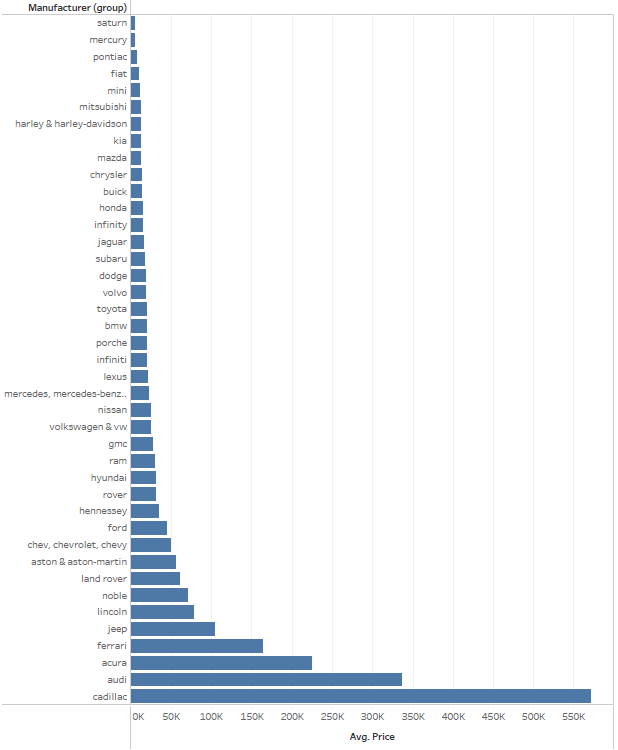 Manufacturer (group)
saturn
mercury
pontiac
fiat
mini
mitsubishi
harley & harley-davidson
kia
mazda
chrysler
buick
honda
infinity
jaguar
subaru
dodge
volvo
toyota
bmw
porche
infiniti
lexus
mercedes, mercedes-benz..
nissan
volkswagen & vw
gmc
ram
hyundai
rover
hennessey
ford
chev, chevrolet, chevy
aston & aston-martin
land rover
noble
lincoln
jeep
ferrari
acura
audi
cadillac
0K 50K 100K 150K 200K 250K 300K 350K 400K 450K 500K 550K
Avg. Price